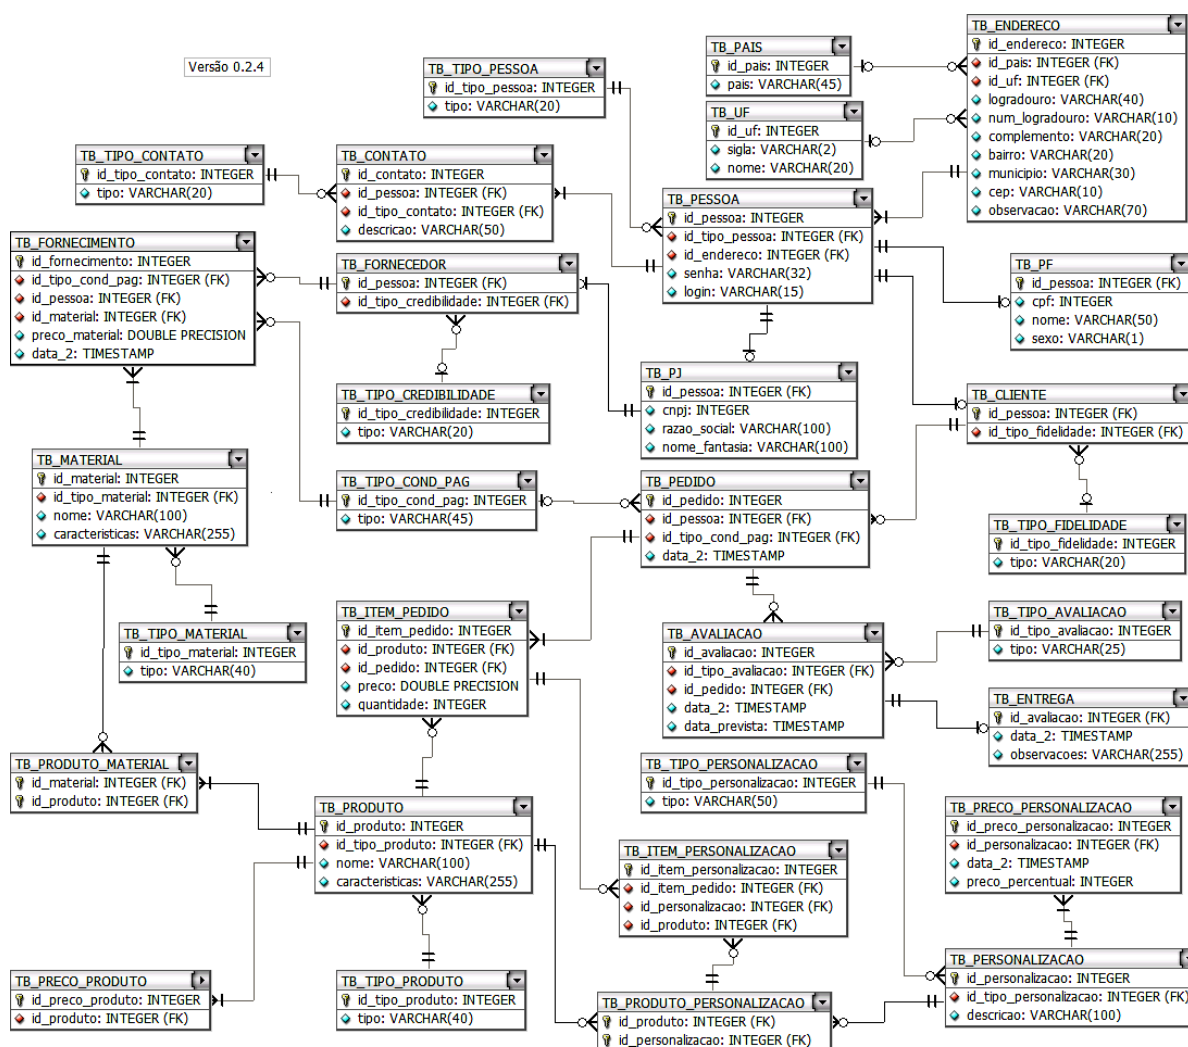 Versão 0.2.4
TB_TIPO_PESSOA
id_tipo_pessoa: INTEGER
tipo: VARCHAR(20)
TB_PAIS
id_pais: INTEGER
pais: VARCHAR(45)
TB_UF
id_uf: INTEGER
sigla: VARCHAR(2)
nome: VARCHAR(20)
TB_ENDERECO
id_endereco: INTEGER
id_pais: INTEGER (FK)
id_uf: INTEGER (FK)
logradouro: VARCHAR(40)
num_logradouro: VARCHAR(10)
complemento: VARCHAR(20)
bairro: VARCHAR(20)
municipio: VARCHAR(30)
cep: VARCHAR(10)
observacao: VARCHAR(70)
TB_TIPO_CONTATO
id_tipo_contato: INTEGER
tipo: VARCHAR(20)
TB_CONTATO
id_contato: INTEGER
id_pessoa: INTEGER (FK)
id_tipo_contato: INTEGER (FK)
descricao: VARCHAR(50)
TB_PESSOA
id_pessoa: INTEGER
id_tipo_pessoa: INTEGER (FK)
id_endereco: INTEGER (FK)
senha: VARCHAR(32)
login: VARCHAR(15)
TB_FORNECIMENTO
id_fornecimento: INTEGER
id_tipo_cond_pag: INTEGER (FK)
id_pessoa: INTEGER (FK)
id_material: INTEGER (FK)
preco_material: DOUBLE PRECISION
data_2: TIMESTAMP
TB_FORNECEDOR
id_pessoa: INTEGER (FK)
id_tipo_credibilidade: INTEGER (FK)
TB_PF
id_pessoa: INTEGER (FK)
cpf: INTEGER
nome: VARCHAR(50)
sexo: VARCHAR(1)
TB_TIPO_CREDIBILIDADE
id_tipo_credibilidade: INTEGER
tipo: VARCHAR(20)
TB_PJ
id_pessoa: INTEGER (FK)
cnpj: INTEGER
razao_social: VARCHAR(100)
nome_fantasia: VARCHAR(100)
TB_CLIENTE
id_pessoa: INTEGER (FK)
id_tipo_fidelidade: INTEGER (FK)
TB_MATERIAL
id_material: INTEGER
id_tipo_material: INTEGER (FK)
nome: VARCHAR(100)
caracteristicas: VARCHAR(255)
TB_TIPO_COND_PAG
id_tipo_cond_pag: INTEGER
tipo: VARCHAR(45)
TB_PEDIDO
id_pedido: INTEGER
id_pessoa: INTEGER (FK)
id_tipo_cond_pag: INTEGER (FK)
data_2: TIMESTAMP
TB_TIPO_FIDELIDADE
id_tipo_fidelidade: INTEGER
tipo: VARCHAR(20)
TB_TIPO_MATERIAL
id_tipo_material: INTEGER
tipo: VARCHAR(40)
TB_ITEM_PEDIDO
id_item_pedido: INTEGER
id_produto: INTEGER (FK)
id_pedido: INTEGER (FK)
preco: DOUBLE PRECISION
quantidade: INTEGER
TB_AVALIACAO
id_avaliacao: INTEGER
id_tipo_avaliacao: INTEGER (FK)
id_pedido: INTEGER (FK)
data_2: TIMESTAMP
data_prevista: TIMESTAMP
TB_TIPO_AVALIACAO
id_tipo_avaliacao: INTEGER
tipo: VARCHAR(25)
TB_ENTREGA
id_avaliacao: INTEGER (FK)
data_2: TIMESTAMP
observacoes: VARCHAR(255)
TB_PRODUTO_MATERIAL
id_material: INTEGER (FK)
id_produto: INTEGER (FK)
TB_TIPO_PERSONALIZACAO
id_tipo_personalizacao: INTEGER
tipo: VARCHAR(50)
TB_PRODUTO
id_produto: INTEGER
id_tipo_produto: INTEGER (FK)
nome: VARCHAR(100)
caracteristicas: VARCHAR(255)
TB_PRECO_PERSONALIZACAO
id_preco_personalizacao: INTEGER
id_personalizacao: INTEGER (FK)
data_2: TIMESTAMP
preco_percentual: INTEGER
TB_ITEM_PERSONALIZACAO
id_item_personalizacao: INTEGER
id_item_pedido: INTEGER (FK)
id_personalizacao: INTEGER (FK)
id_produto: INTEGER (FK)
TB_PRECO_PRODUTO
id_preco_produto: INTEGER
id_produto: INTEGER (FK)
TB_TIPO_PRODUTO
id_tipo_produto: INTEGER
tipo: VARCHAR(40)
TB_PRODUTO_PERSONALIZACAO
id_produto: INTEGER (FK)
id_personalizacao: INTEGER (FK)
TB_PERSONALIZACAO
id_personalizacao: INTEGER
id_tipo_personalizacao: INTEGER (FK)
descricao: VARCHAR(100)